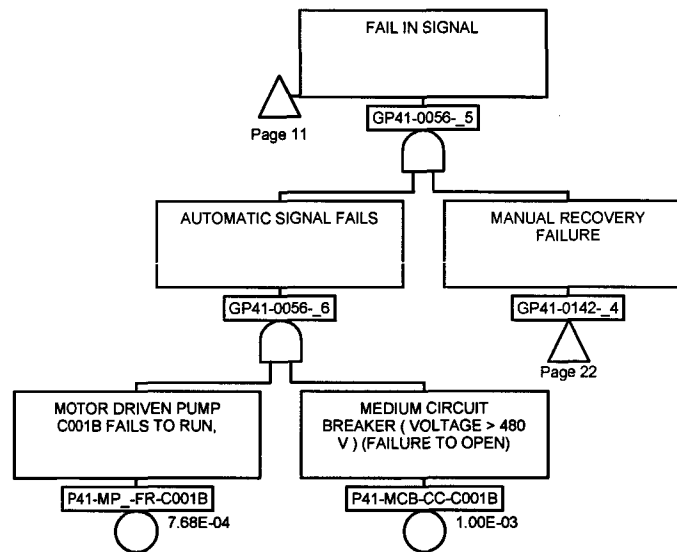 FAIL IN SIGNAL
Page 11
GP41-0056-_5
AUTOMATIC SIGNAL FAILS
MANUAL RECOVERY
FAILURE
GP41-0056-_6
GP41-0142-_4
Page 22
MOTOR DRIVEN PUMP
C001B FAILS TO RUN,
MEDIUM CIRCUIT
BREAKER ( VOLTAGE > 480
V ) (FAILURE TO OPEN)
P41-MP_-FR-C001B
7.68E-04
P41-MCB-CC-C001B
1.00E-03